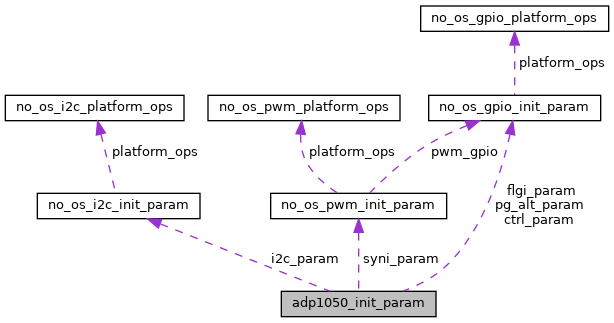 no_os_gpio_platform_ops
platform_ops
no_os_i2c_platform_ops
no_os_pwm_platform_ops
no_os_gpio_init_param
platform_ops
platform_ops
pwm_gpio
no_os_i2c_init_param
no_os_pwm_init_param
flgi_param
pg_alt_param
ctrl_param
i2c_param
syni_param
adp1050_init_param